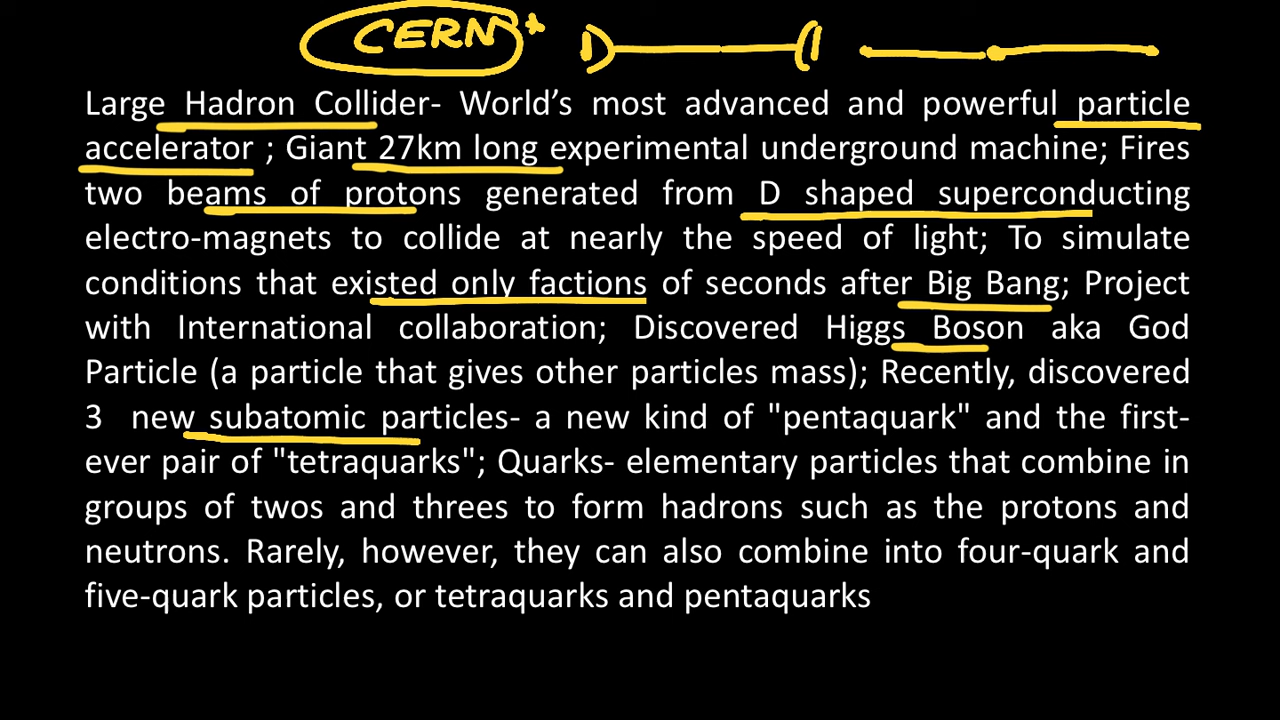 CERN
Large Hadron Collider- World’s most advanced and powerful particle
accelerator ; Giant 27km long experimental underground machine; Fires
two beams of protons generated from D shaped superconducting
electro-magnets to collide at nearly the speed of light; To simulate
conditions that existed only factions of seconds after Big Bang; Project
with International collaboration; Discovered Higgs Boson aka God
Particle (a particle that gives other particles mass); Recently, discovered
3 new subatomic particles- a new kind of "pentaquark" and the first-
ever pair of "tetraquarks"; Quarks- elementary particles that combine in
groups of twos and threes to form hadrons such as the protons and
neutrons. Rarely, however, they can also combine into four-quark and
five-quark particles, or tetraquarks and pentaquarks